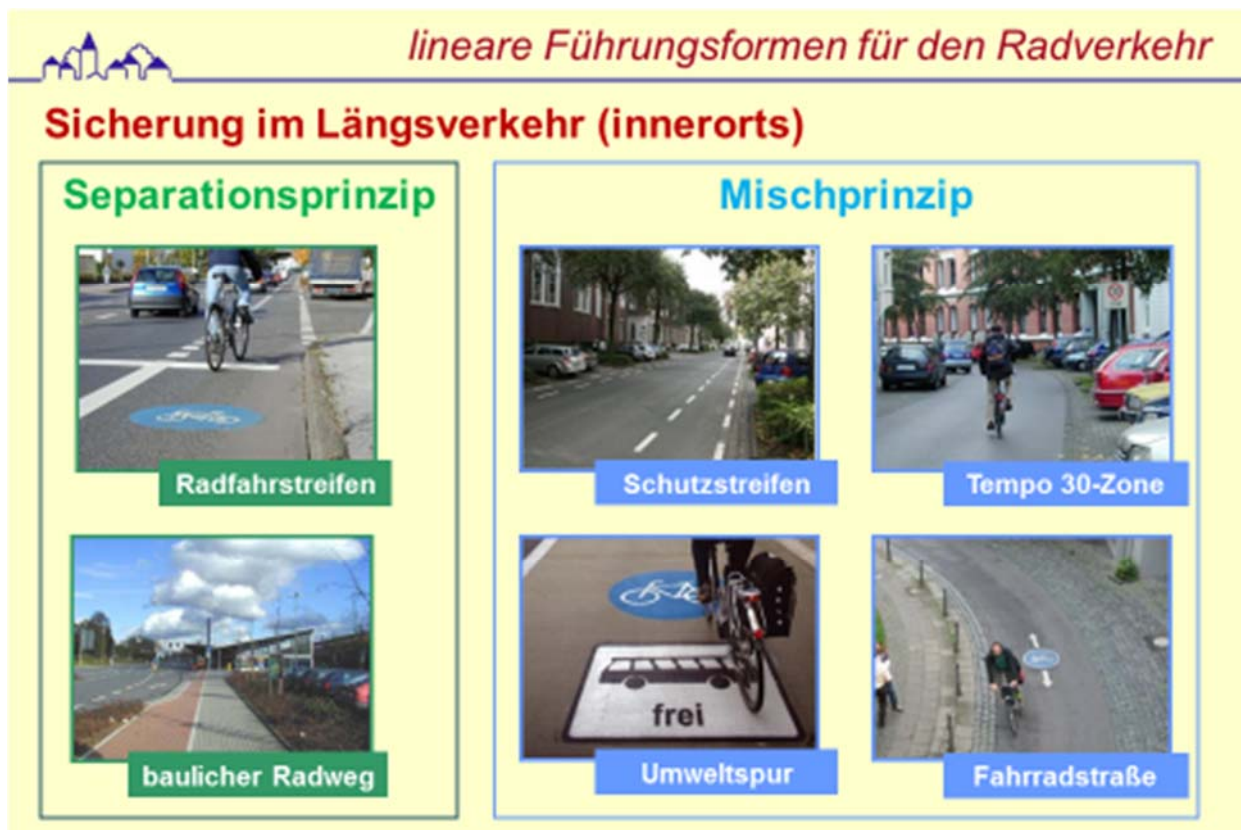 lineare Führungsformen für den Radverkehr
Sicherung im Längsverkehr (innerorts)
Separationsprinzip
Radfahrstreifen
baulicher Radweg
Mischprinzip
Schutzstreifen
Tempo 30-Zone
frei
Umweltspur
Fahrradstraße